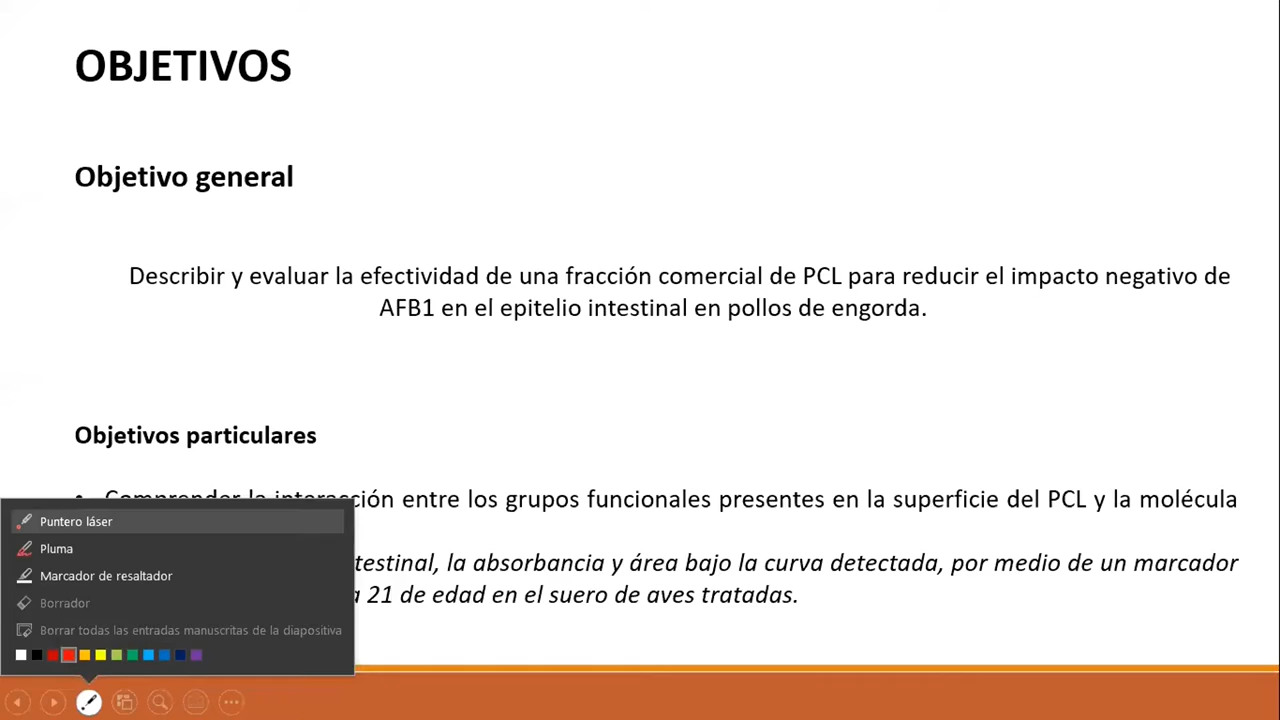 OBJETIVOS
Objetivo general
Describir y evaluar la efectividad de una fracción comercial de PCL para reducir el impacto negativo de
AFB1 en el epitelio intestinal en pollos de engorda.
Objetivos particulares
• Comprender la interacción entre los grupos funcionales presentes en la superficie del PCL y la molécula
testinal, la absorbancia y área bajo la curva detectada, por medio de un marcador
21 de edad en el suero de aves tratadas.
Puntero láser
Pluma
Marcador de resaltador
Borrador
Borrar todas las entradas manuscritas de la diapositiva